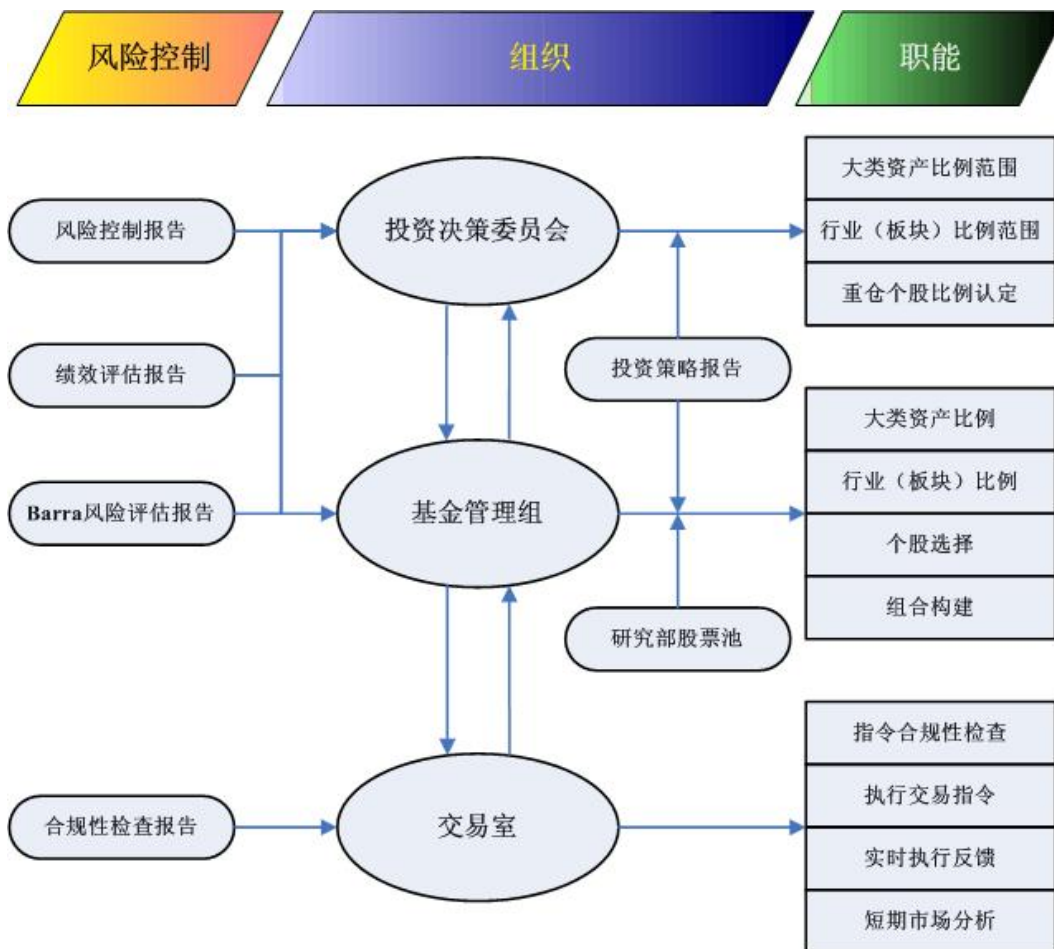 风险控制
组织
职能
大类资产比例范围
风险控制报告
投资决策委员会
行业（板块）比例范围
重仓个股比例认定
绩效评估报告
投资策略报告
大类资产比例
行业（板块）比例
Barra风险评估报告
基金管理组
个股选择
组合构建
研究部股票池
指令合规性检查
执行交易指令
合规性检查报告
交易室
实时执行反馈
短期市场分析